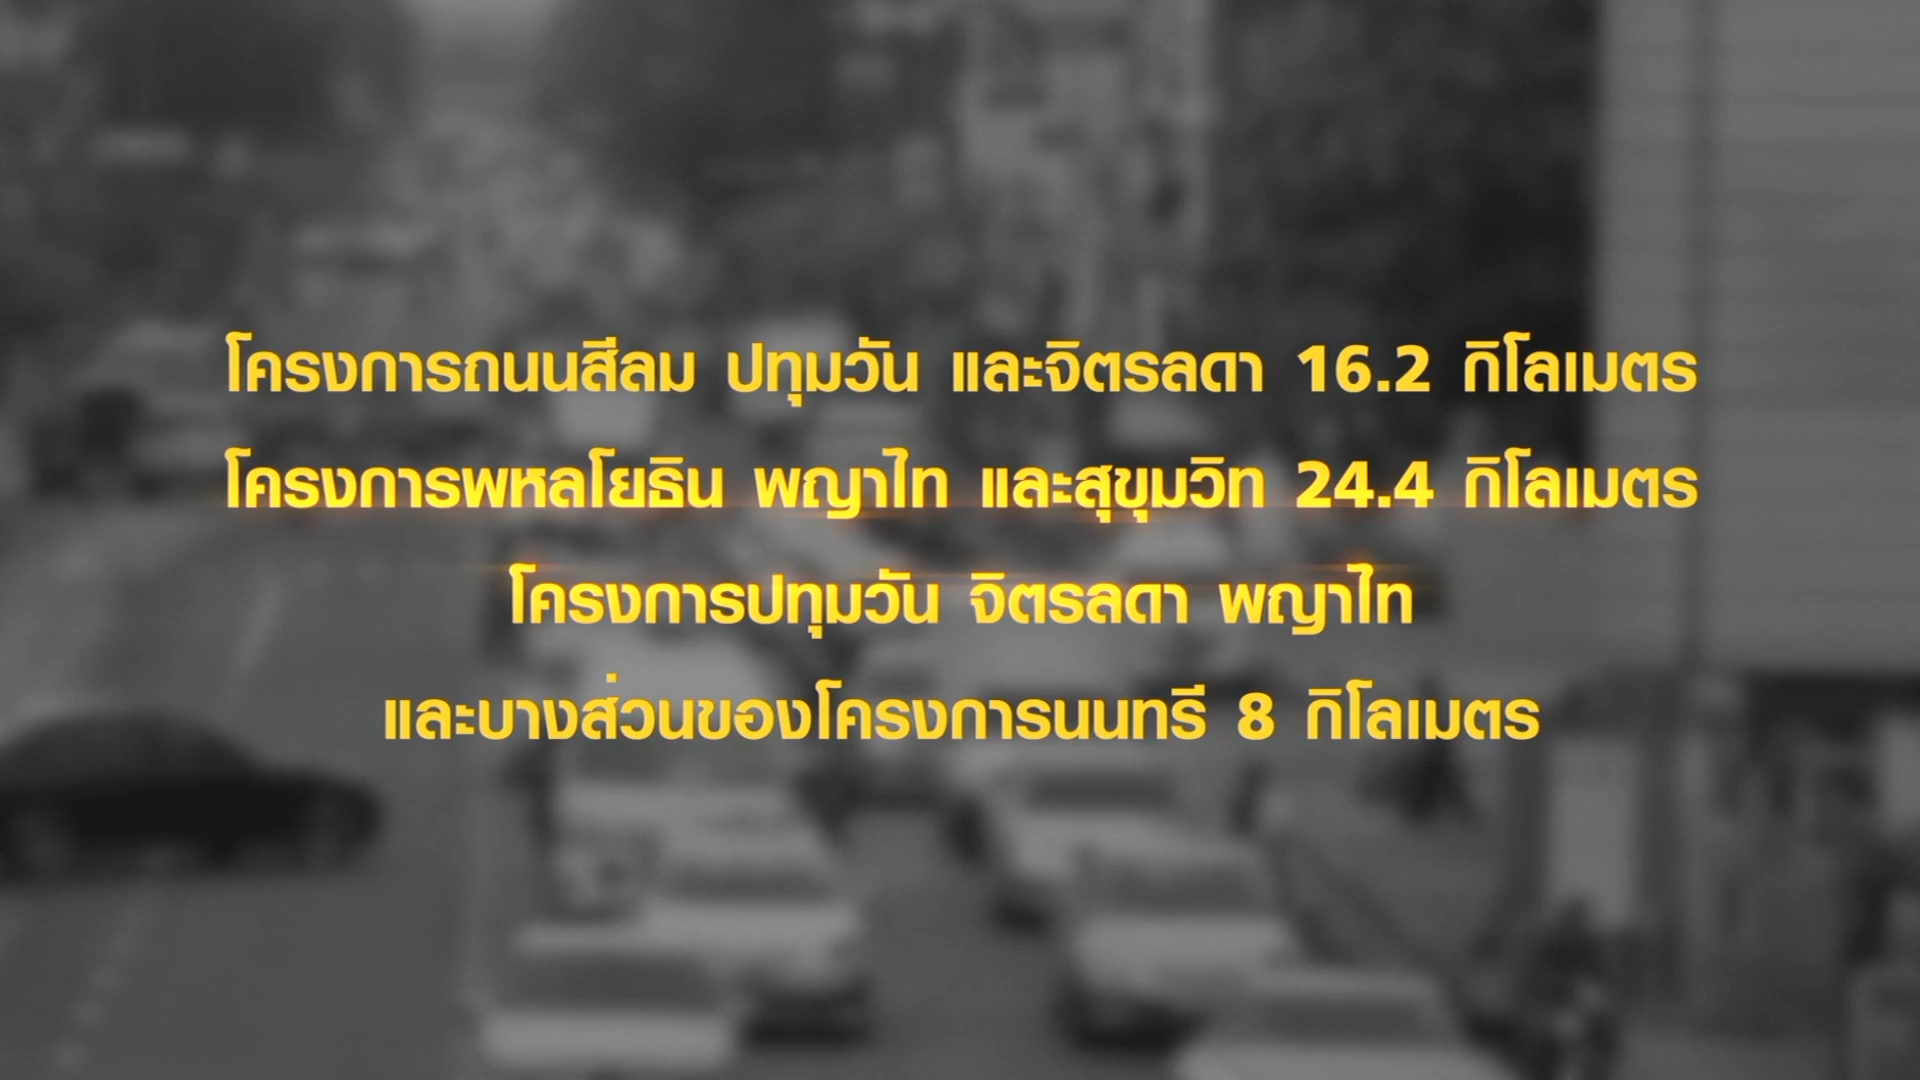 โครงการถนนสีลม ปทุมวัน และจิตรลดา 16.2 กิโลเมตร
โครงการพหลโยธิน พญาไท และสุขุมวิท 24.4 กิโลเมตร
โครงการปทุมวัน จิตรลดา พญาไท
และบางส่วนของโครงการนนทรี 8 กิโลเมตร